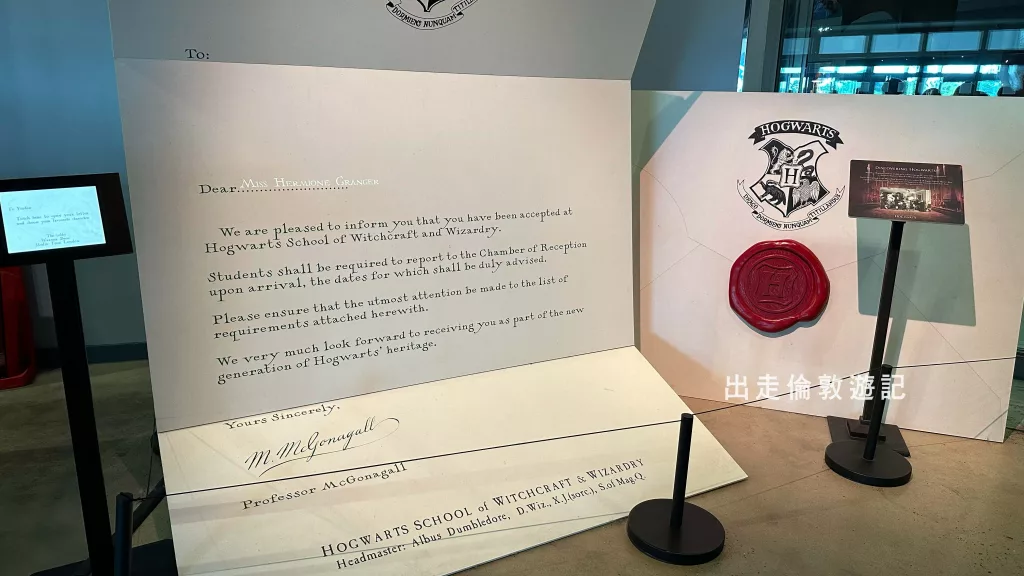 DORMIENS NUNQUAM TITILL
To:
Dear Miss Hermione Granger
We are pleased to inform you that you have been accepted at
Hogwarts School of Witchcraft and Wizardry.
Students shall be required to report to the Chamber of Reception
upon arrival, the dates for which shall be duly advised.
Please ensure that the utmost attention be made to the list of
requirements attached herewith.
We very much look forward to receiving you as part of the new
generation of Hogwarts' heritage.
Yours Sincerely,
M. McGonagall
Professor McGonagall
HOGWARTS SCHOOL of WITCHCRAFT & WIZARDRY
Headmaster: Albus Dumbledore, D.Wiz., X.J.(sorc.), S.of Mag.Q.
HOGWARTS
H
DRACO DORMIENS NUNQUAM TITILLANDUS
H
出走倫敦遊記